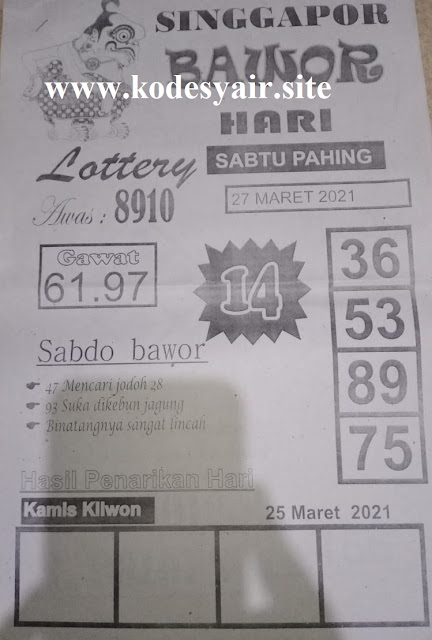 SINGGAPOR
BAWOR
www.kodesyair.site
HARI
Lottery
SABTU PAHING
Awas : 8910
27 MARET 2021
Gawat
61.97
14
36
53
89
75
Sabdo bawor
47 Mencari jodoh 28
93 Suka dikebun jagung
Binatangnya sangat lincah
Hasil Penarikan Hari
Kamis Kliwon
25 Maret 2021